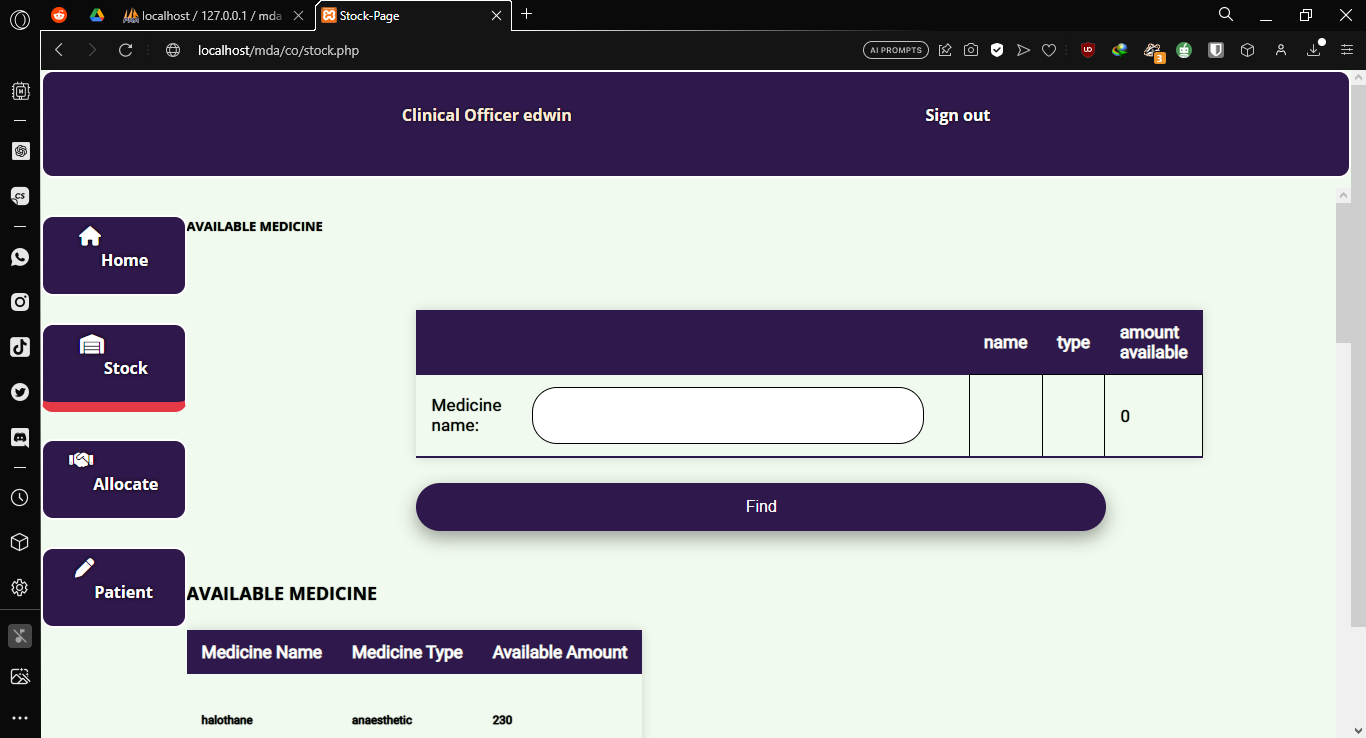 localhost / 127.0.0.1 / mda
Stock-Page
localhost/mda/co/stock.php
AI PROMPTS
3
Clinical Officer edwin
Sign out
AVAILABLE MEDICINE
Home
Stock
Allocate
Patient
name
type
amount
available
Medicine
name:
0
Find
AVAILABLE MEDICINE
Medicine Name
Medicine Type
Available Amount
halothane
anaesthetic
230